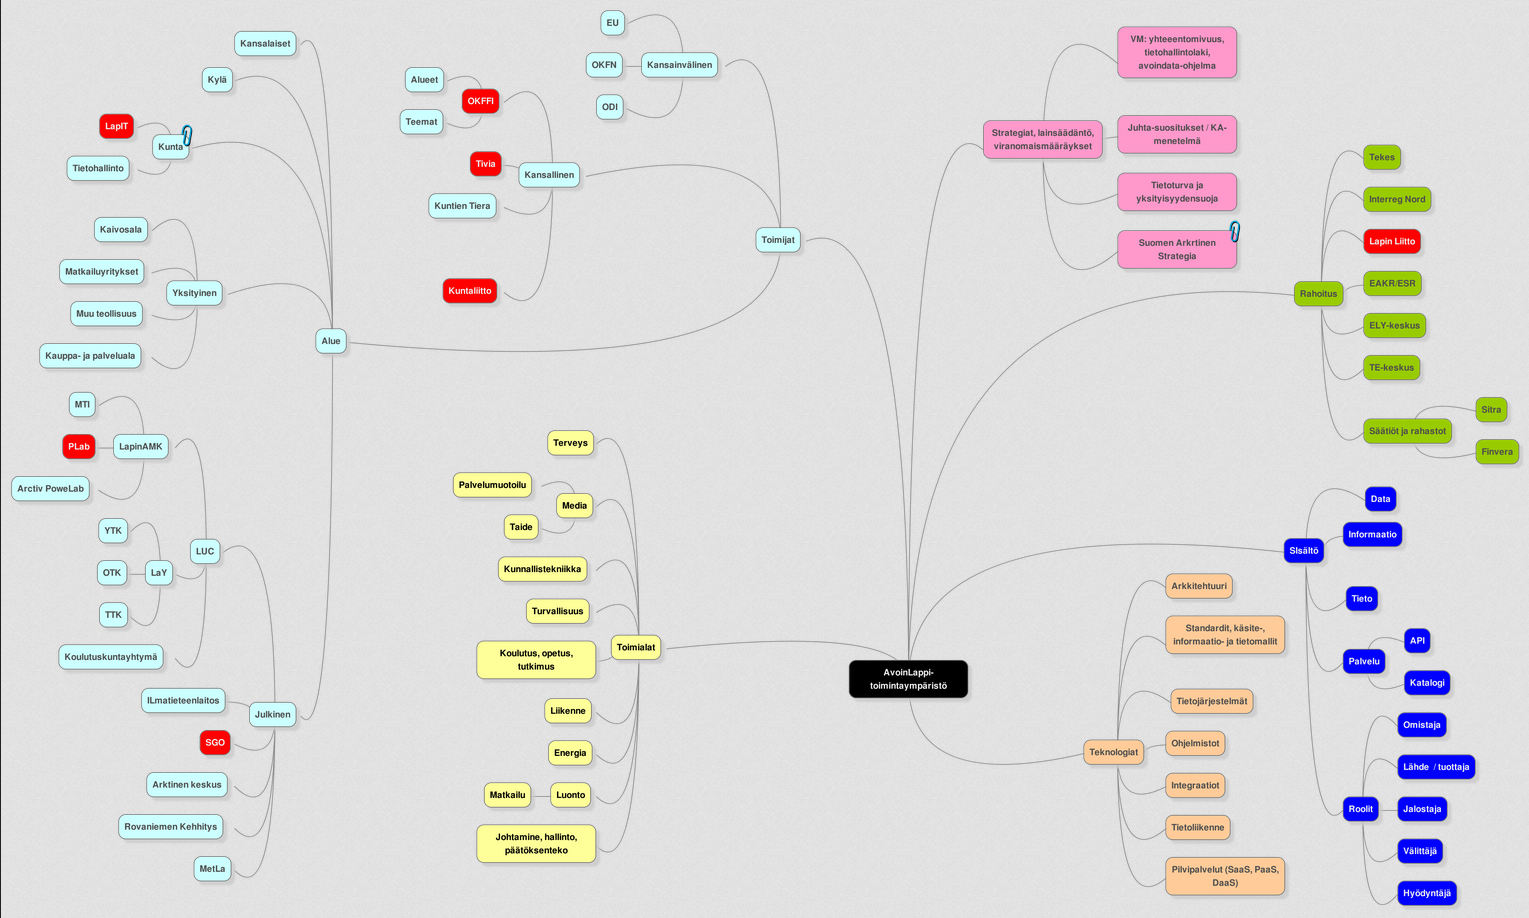 EU
OKFN
Kansainvälinen
ODI
Alueet
OKFFI
Teemat
Tivia
Kansallinen
Kuntien Tiera
Kuntaliitto
Toimijat
Kansalaiset
Kylä
LapIT
Kunta
Tietohallinto
Kaivosala
Matkailuyritykset
Yksityinen
Muu teollisuus
Kauppa- ja palveluala
Alue
MTI
PLab
LapinAMK
Arctiv PoweLab
YTK
OTK
LaY
LUC
TTK
Koulutuskuntayhtymä
ILmatieteenlaitos
Julkinen
SGO
Arktinen keskus
Rovaniemen Kehhitys
MetLa
Terveys
Palvelumuotoilu
Media
Taide
Kunnallistekniikka
Turvallisuus
Toimialat
Koulutus, opetus,
tutkimus
Liikenne
Energia
Matkailu
Luonto
Johtamine, hallinto,
päätöksenteko
AvoinLappi-
toimintaympäristö
VM: yhteeentomivuus,
tietohallintolaki,
avoindata-ohjelma
Strategiat, lainsäädäntö,
viranomaismääräykset
Juhta-suositukset / KA-
menetelmä
Tietoturva ja
yksityisyydensuoja
Suomen Arkrtinen
Strategia
Tekes
Interreg Nord
Lapin Liitto
EAKR/ESR
Rahoitus
ELY-keskus
TE-keskus
Säätiöt ja rahastot
Sitra
Finvera
Data
Informaatio
SIsältö
Tieto
API
Palvelu
Katalogi
Omistaja
Lähde / tuottaja
Roolit
Jalostaja
Välittäjä
Hyödyntäjä
Arkkitehtuuri
Standardit, käsite-,
informaatio- ja tietomallit
Tietojärjestelmät
Teknologiat
Ohjelmistot
Integraatiot
Tietoliikenne
Pilvipalvelut (SaaS, PaaS,
DaaS)